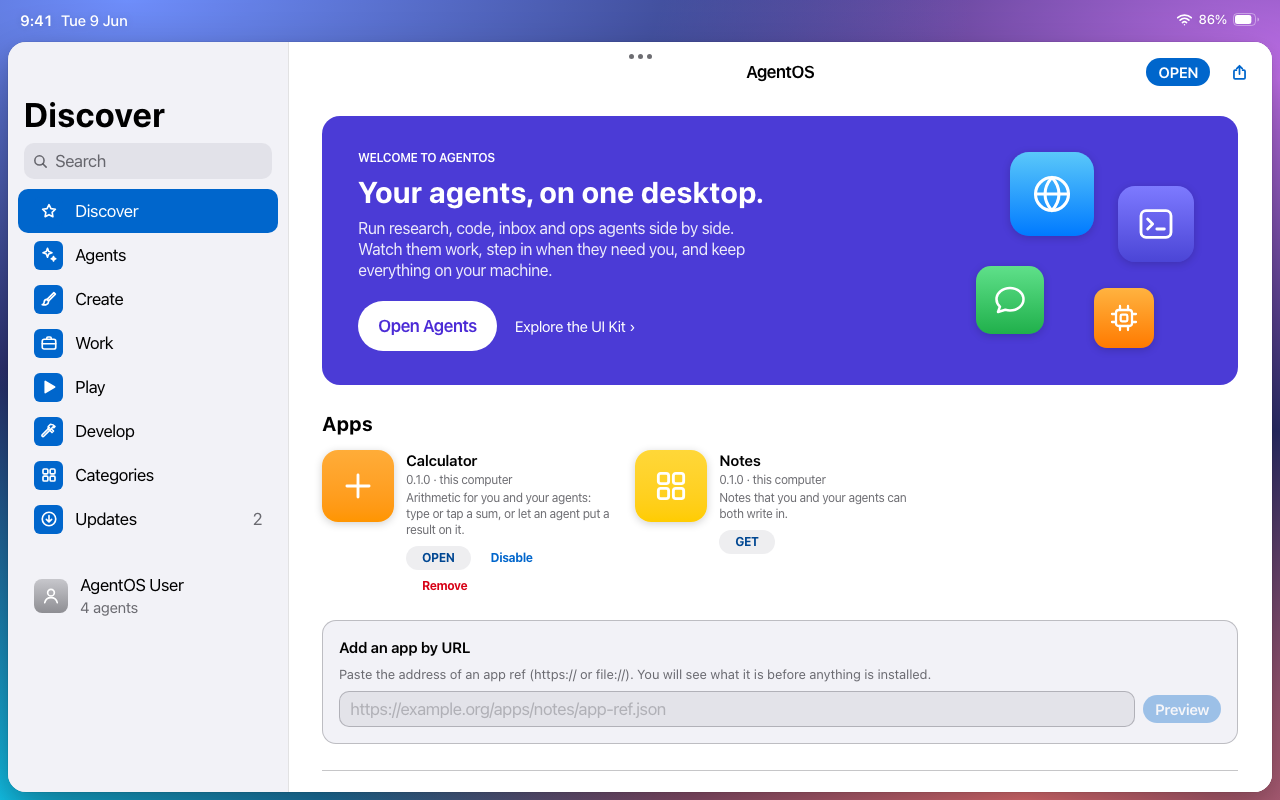 9:41 Tue 9 Jun
86%
Discover
Search
Discover
Agents
Create
Work
Play
Develop
Categories
Updates 2
AgentOS User
4 agents
AgentOS
OPEN
WELCOME TO AGENTOS
Your agents, on one desktop.
Run research, code, inbox and ops agents side by side.
Watch them work, step in when they need you, and keep
everything on your machine.
Open Agents
Explore the UI Kit ›
Apps
Calculator
0.1.0 · this computer
Arithmetic for you and your agents:
type or tap a sum, or let an agent put a
result on it.
OPEN Disable
Remove
Notes
0.1.0 · this computer
Notes that you and your agents can
both write in.
GET
Add an app by URL
Paste the address of an app ref (https:// or file://). You will see what it is before anything is installed.
https://example.org/apps/notes/app-ref.json
Preview